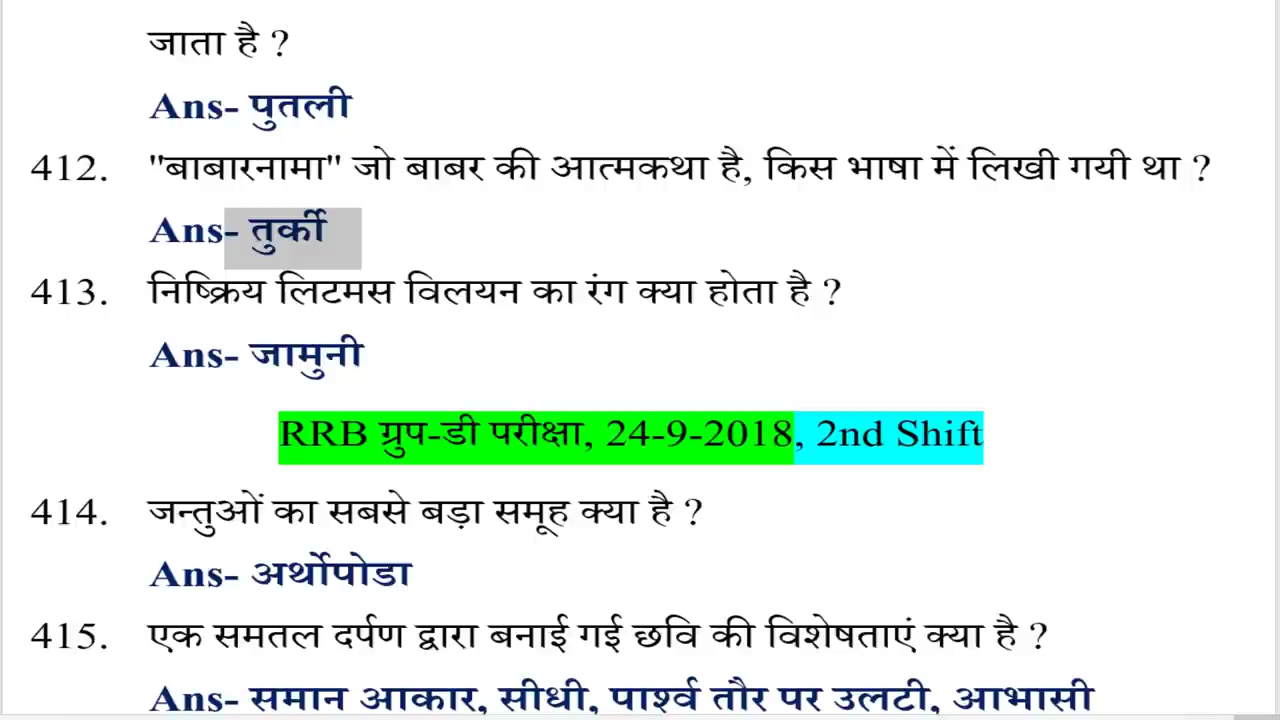 जाता है ?
Ans- पुतली
412. "बाबारनामा" जो बाबर की आत्मकथा है, किस भाषा में लिखी गयी था ?
Ans- तुर्की
413. निष्क्रिय लिटमस विलयन का रंग क्या होता है ?
Ans- जामुनी
RRB ग्रुप-डी परीक्षा, 24-9-2018, 2nd Shift
414. जन्तुओं का सबसे बड़ा समूह क्या है ?
Ans- अर्थोपोडा
415. एक समतल दर्पण द्वारा बनाई गई छवि की विशेषताएं क्या है ?
Ans- समान आकार, सीधी, पार्श्व तौर पर उलटी, आभासी